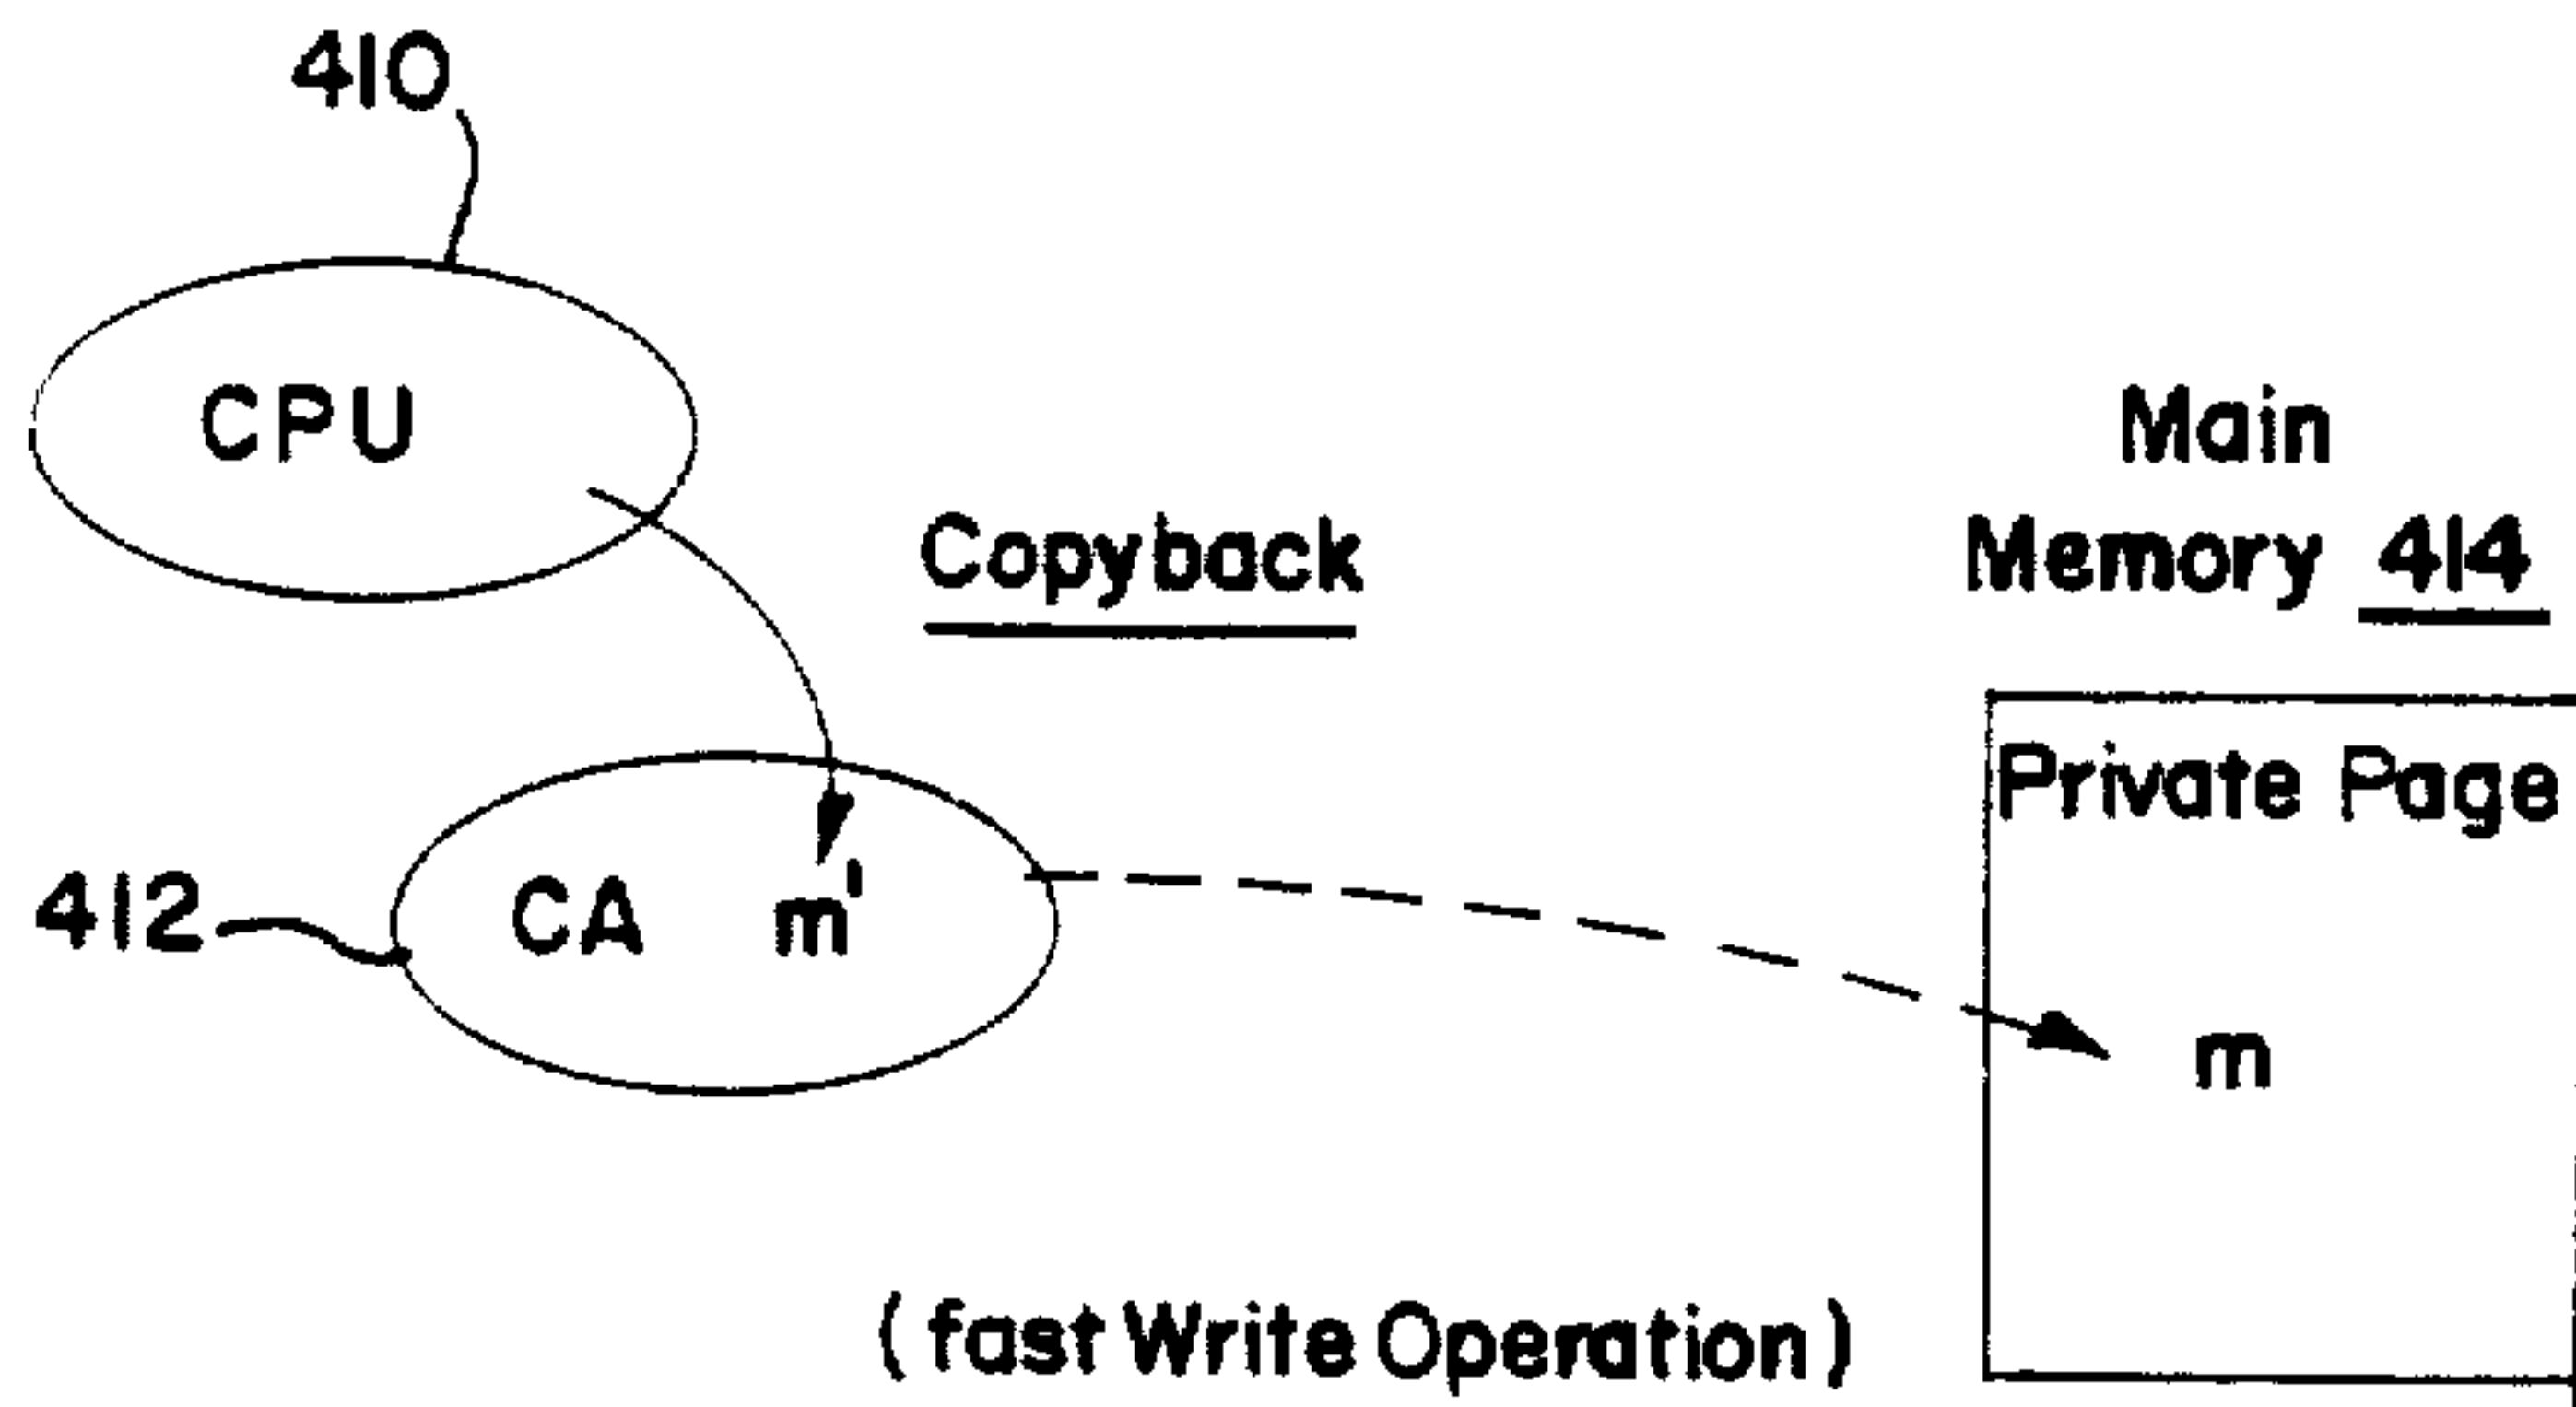 410
CPU
Copyback
Main
Memory 414
Private Page
412
CA m'
m
(fast Write Operation)